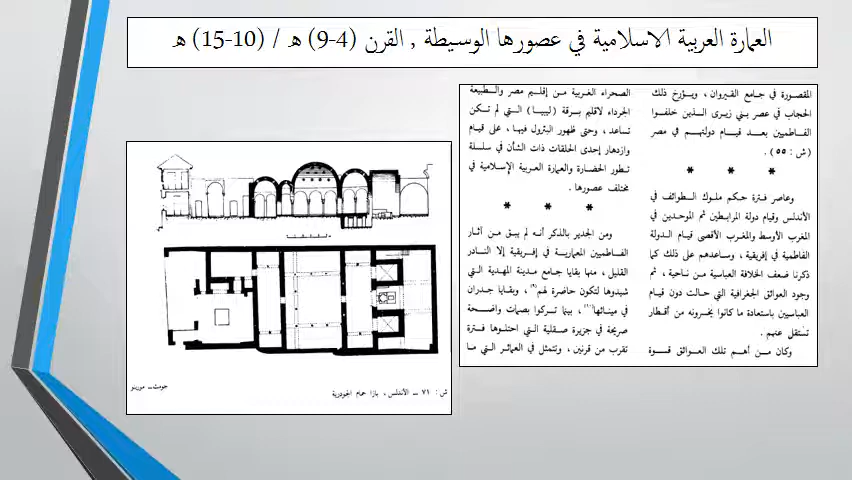 العمارة العربية الاسلامية في عصورها الوسيطة , القرن (4-9) هـ / (10-15) هـ
المقصورة في جامع القيروان ، ويؤرخ ذلك
الحجاب في عصر بني زيرى الذين خلفوا
الفاطميين بعد قيام دولتهم في مصر
(ش : ٥٥) .
* * *
وعاصر فترة حكم ملوك الطوائف في
الأندلس وقيام دولة المرابطين ثم الموحدين في
المغرب الأوسط والمغرب الأقصى قيام الدولة
الفاطمية في إفريقية ، وساعدهم على ذلك كما
ذكرنا ضعف الخلافة العباسية من ناحية ، ثم
وجود العوائق الجغرافية التي حالت دون قيام
العباسيين باستعادة ما كانوا يخسرونه من أقطار
تستقل عنهم .
وكان من أهم تلك العوائق قسوة
الصحراء الغربية من إقليم مصر والطبيعة
الجرداء لاقليم برقة (ليبيا) التي لم تكن
تساعد ، وحتى ظهور البترول فيها ، على قيام
وازدهار إحدى الحلقات ذات الشأن في سلسلة
تطور الحضارة والعمارة العربية الإسلامية في
مختلف عصورها .
* * *
ومن الجدير بالذكر أنه لم يبق من آثار
الفاطميين المعمارية في إفريقية إلا النادر
القليل ، منها بقايا جامع مدينة المهدية التي
شيدوها لتكون حاضرة لهم ، وبقايا جدران
في مينائها ، بينما تركوا بصمات واضحة
صريحة في جزيرة صقلية التي احتلوها فترة
تقرب من قرنين ، وتتمثل في العمائر التي ما
ش : ٧١ ــ الأندلس ، بازا حمام الجودرية
جومث ــ مورينو